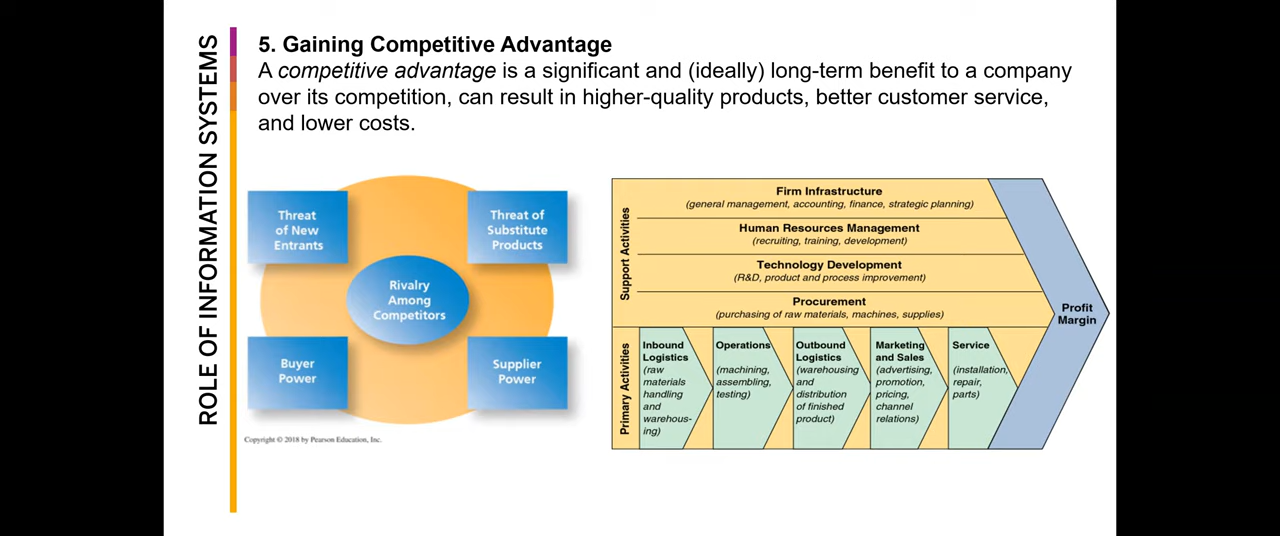 ROLE OF INFORMATION SYSTEMS
5. Gaining Competitive Advantage
A competitive advantage is a significant and (ideally) long-term benefit to a company
over its competition, can result in higher-quality products, better customer service,
and lower costs.
Threat
of New
Entrants
Threat of
Substitute
Products
Rivalry
Among
Competitors
Buyer
Power
Supplier
Power
Copyright © 2018 by Pearson Education, Inc.
Support Activities
Firm Infrastructure
(general management, accounting, finance, strategic planning)
Human Resources Management
(recruiting, training, development)
Technology Development
(R&D, product and process improvement)
Procurement
(purchasing of raw materials, machines, supplies)
Primary Activities
Inbound
Logistics
(raw
materials
handling
and
warehous-
ing)
Operations
(machining,
assembling,
testing)
Outbound
Logistics
(warehousing
and
distribution
of finished
product)
Marketing
and Sales
(advertising,
promotion,
pricing,
channel
relations)
Service
(installation,
repair,
parts)
Profit
Margin